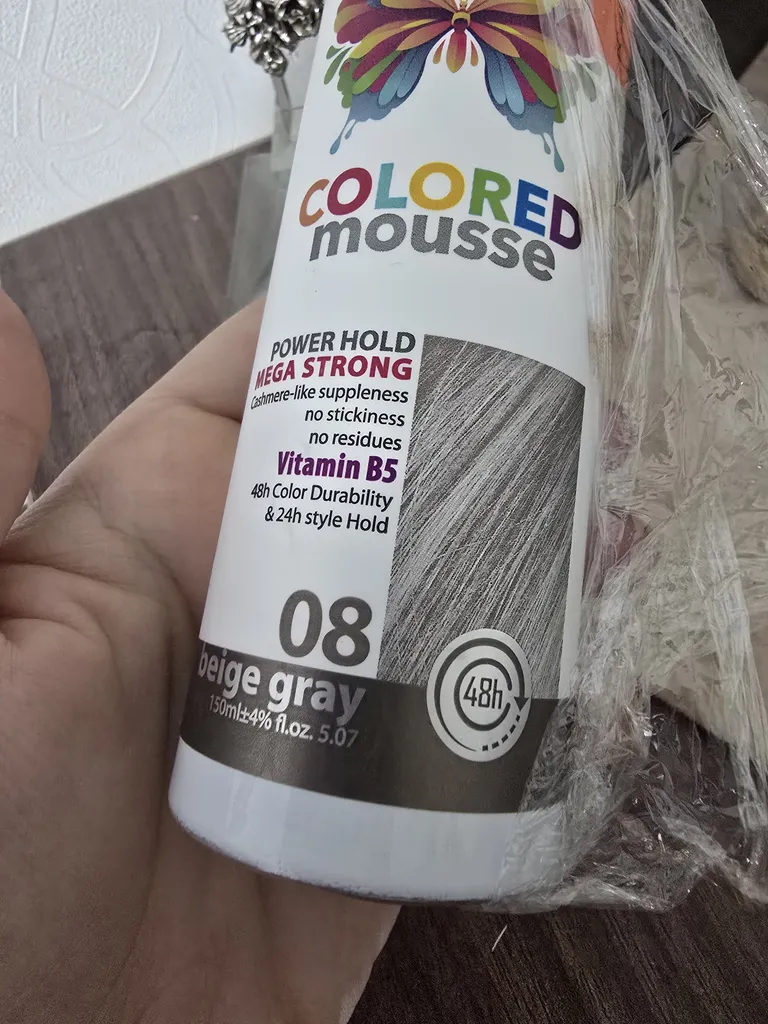 COLORED
mousse
POWER HOLD
MEGA STRONG
Cashmere-like suppleness
no stickiness
no residues
Vitamin B5
48h Color Durability
& 24h style Hold
08
beige gray
150ml±4% fl.oz. 5.07
48h